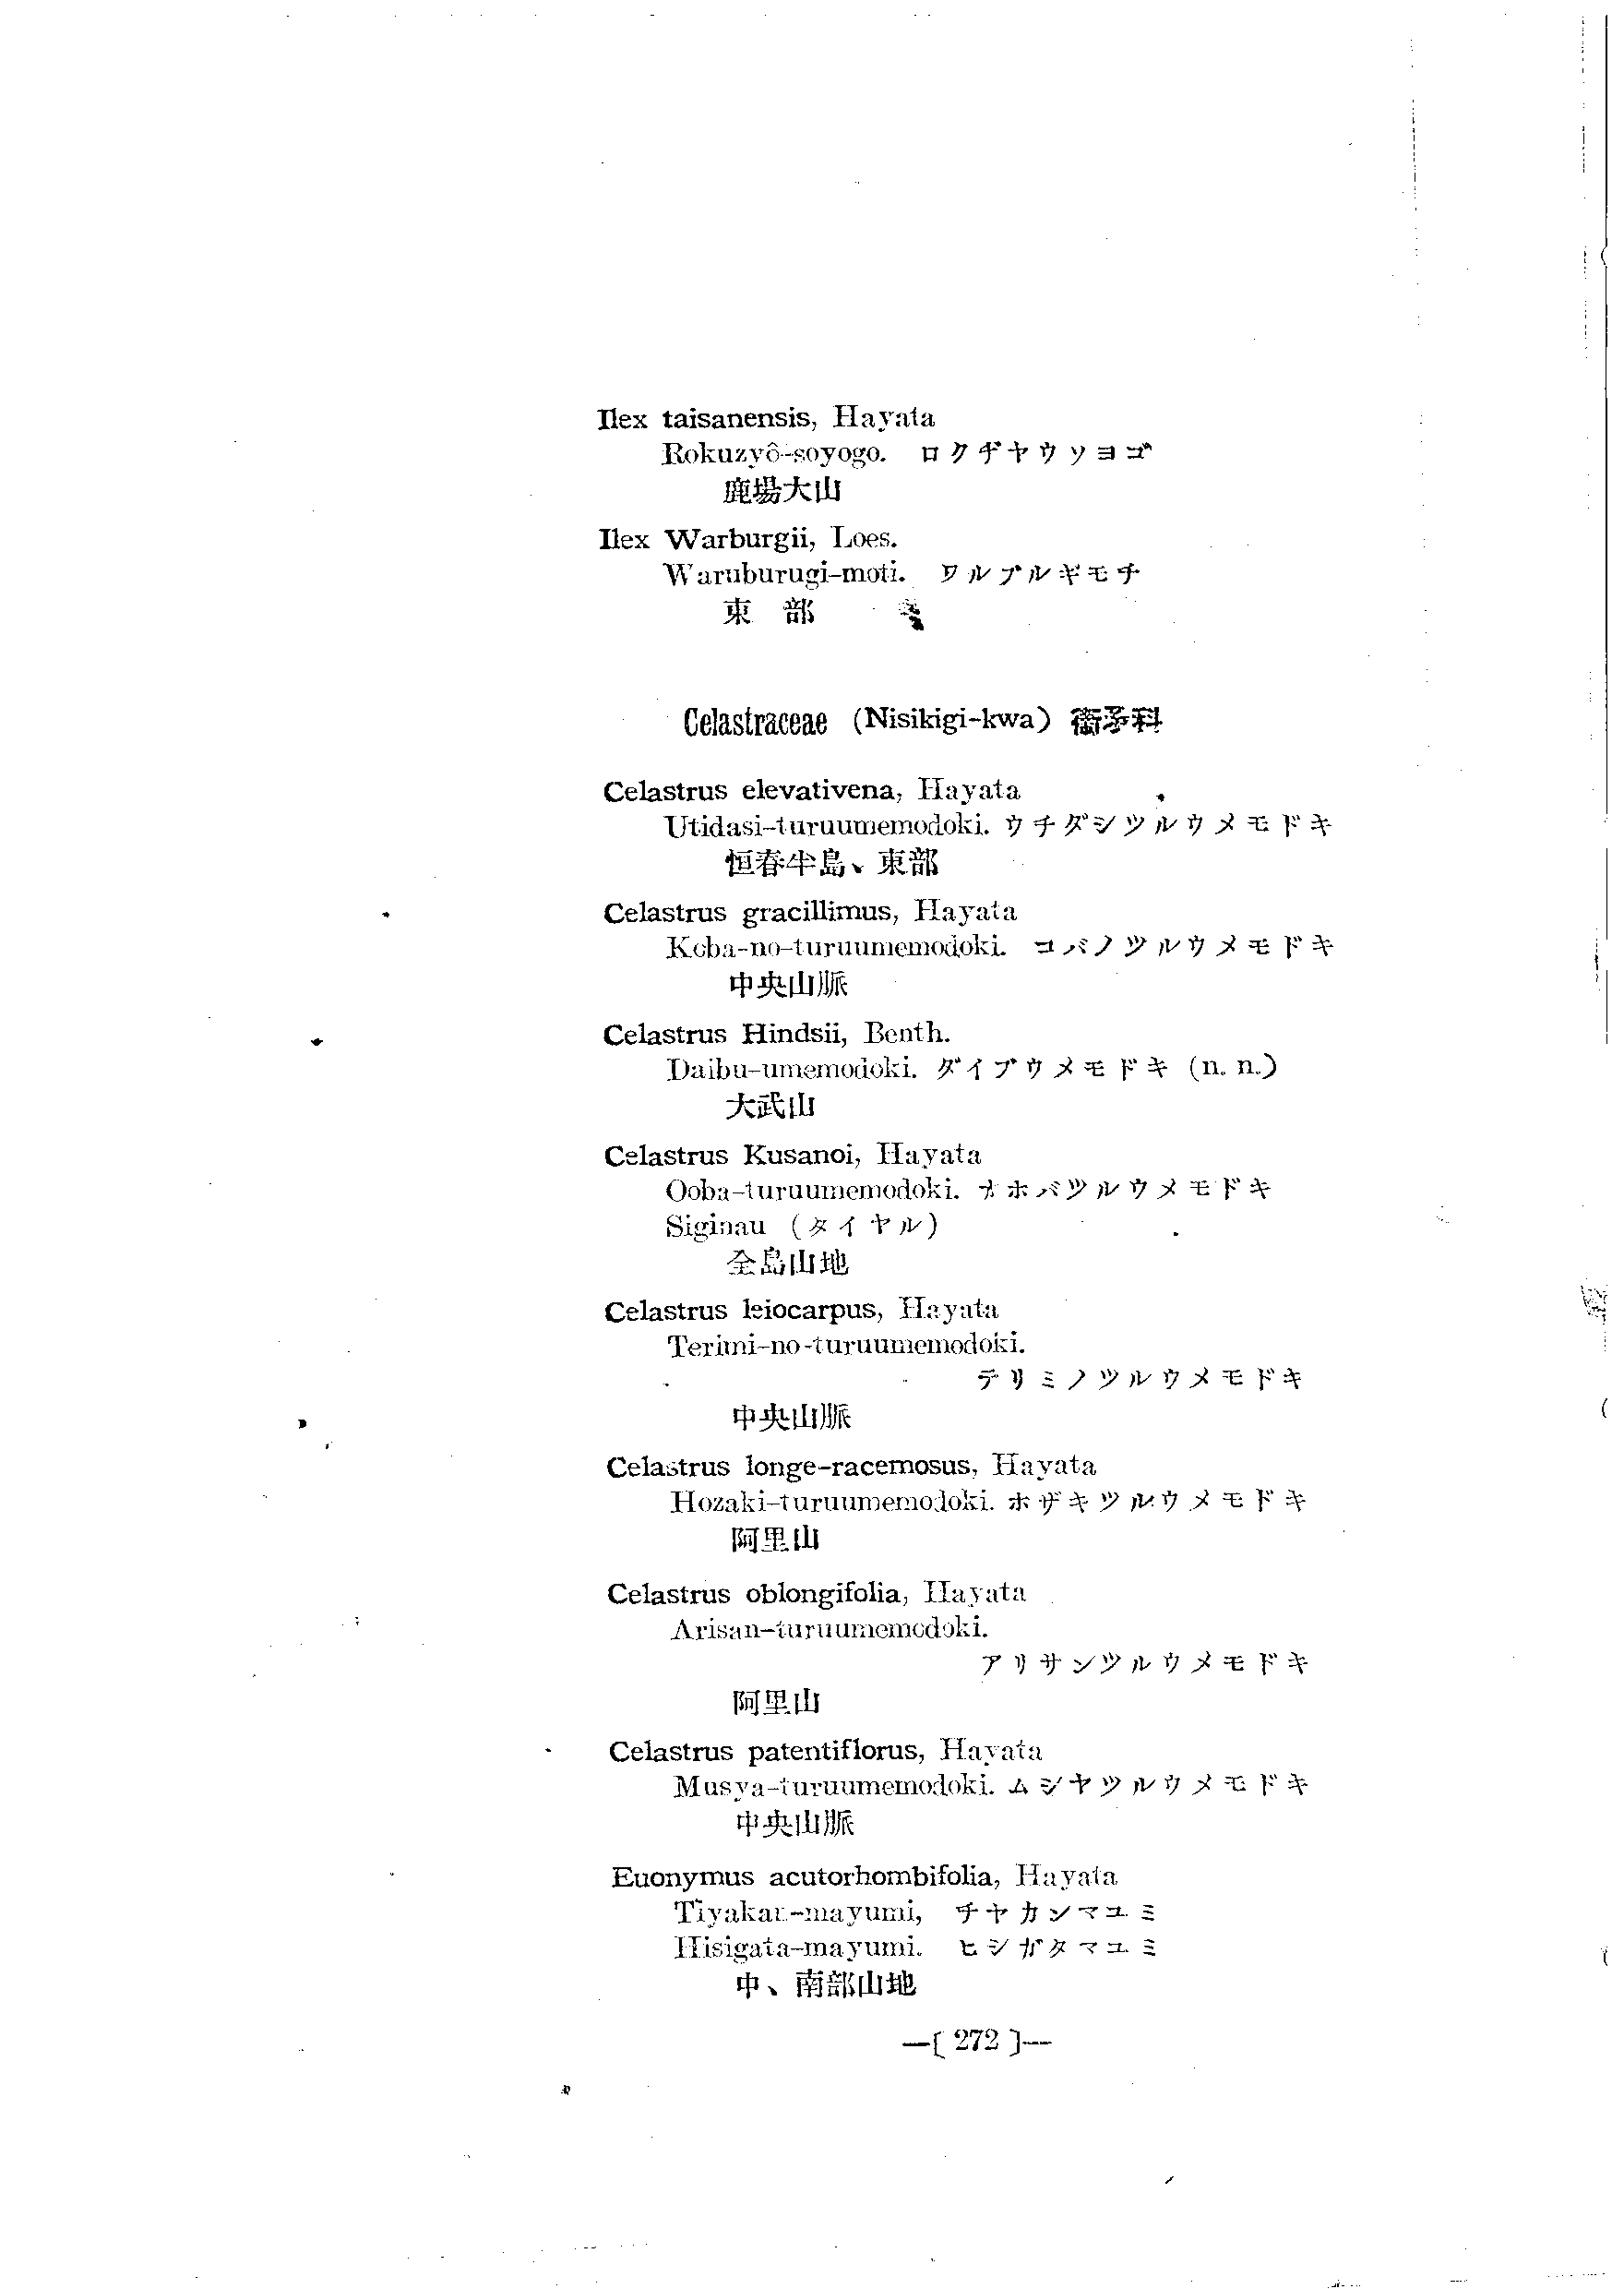 Ilex taisanensis, Hayata
Rokuzyô-soyogo. ロクヂヤウソヨゴ
鹿場大山
Ilex Warburgii, Loes.
Waruburugi-moti. ワルブルギモチ
東 部
Celastraceae (Nisikigi-kwa) 衞矛科
Celastrus elevativena, Hayata
Utidasi-turuumemodoki. ウチダシツルウメモドキ
恒春半島、東部
Celastrus gracillimus, Hayata
Koba-no-turuumemodoki. コバノツルウメモドキ
中央山脈
Celastrus Hindsii, Benth.
Daibu-umemodoki. ダイブウメモドキ (n. n.)
大武山
Celastrus Kusanoi, Hayata
Ooba-turuumemodoki. オホバツルウメモドキ
Siginau (タイヤル)
全島山地
Celastrus leiocarpus, Hayata
Terimi-no-turuumemodoki.
テリミノツルウメモドキ
中央山脈
Celastrus longe-racemosus, Hayata
Hozaki-turuumemodoki. ホザキツルウメモドキ
阿里山
Celastrus oblongifolia, Hayata
Arisan-turuumemodoki.
アリサンツルウメモドキ
阿里山
Celastrus patentiflorus, Hayata
Musya-turuumemodoki. ムシヤツルウメモドキ
中央山脈
Euonymus acutorhombifolia, Hayata
Tiyakan-mayumi, チヤカンマユミ
Hisigata-mayumi. ヒシガタマユミ
中、南部山地
—[ 272 ]—